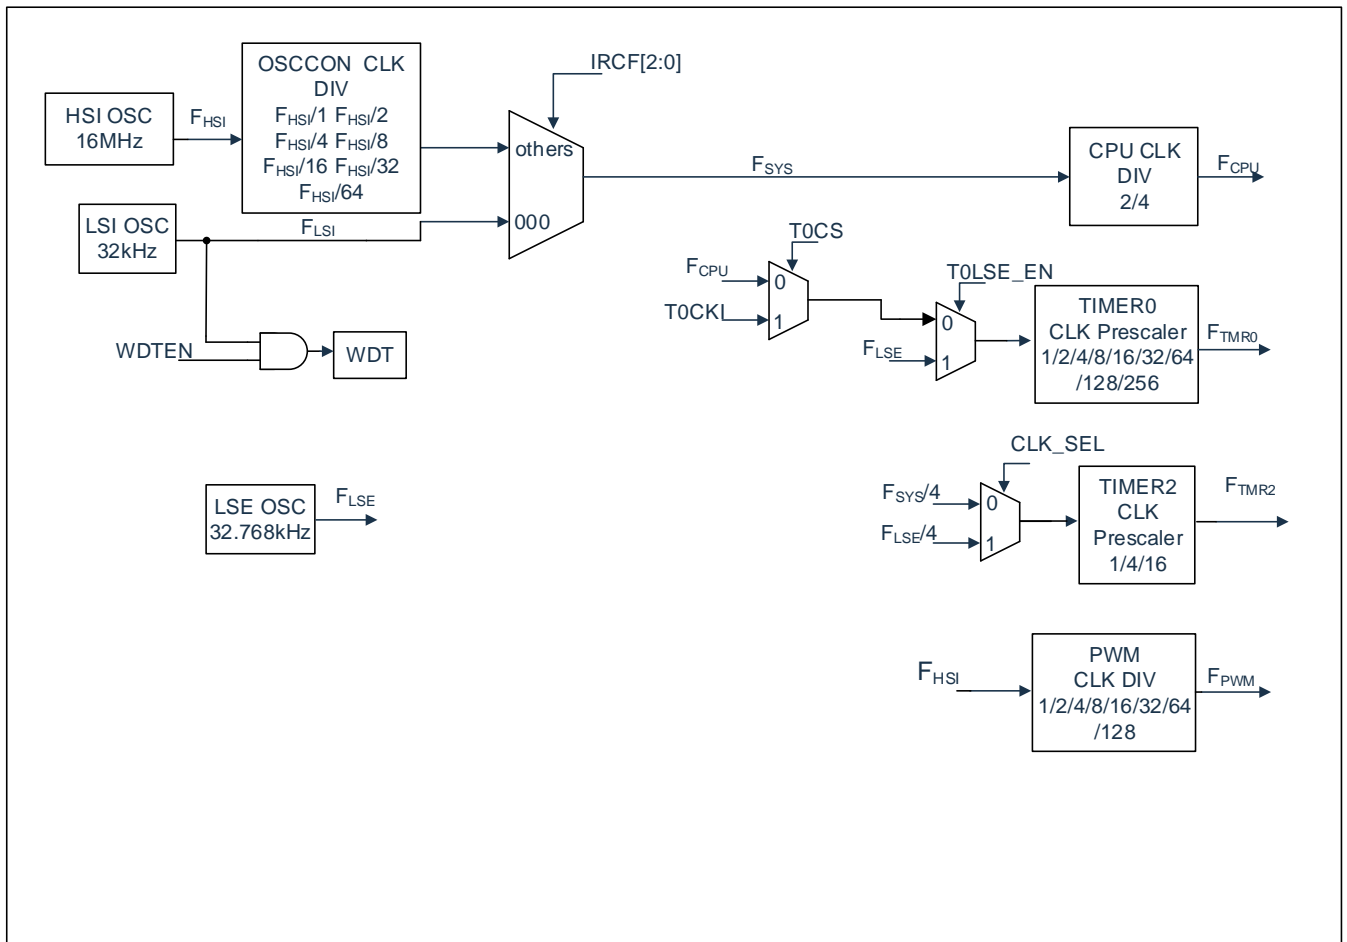 HSI OSC
16MHz
FHSI
OSCCON CLK
DIV
FHSI/1 FHSI/2
FHSI/4 FHSI/8
FHSI/16 FHSI/32
FHSI/64
IRCF[2:0]
others
000
FSYS
CPU CLK
DIV
2/4
FCPU
LSI OSC
32kHz
FLSI
WDTEN
WDT
T0CS
FCPU
0
T0CKI
1
T0LSE_EN
0
FLSE
1
TIMER0
CLK Prescaler
1/2/4/8/16/32/64
/128/256
FTMR0
LSE OSC
32.768kHz
FLSE
CLK_SEL
FSYS/4
0
FLSE/4
1
TIMER2
CLK
Prescaler
1/4/16
FTMR2
FHSI
PWM
CLK DIV
1/2/4/8/16/32/64
/128
FPWM